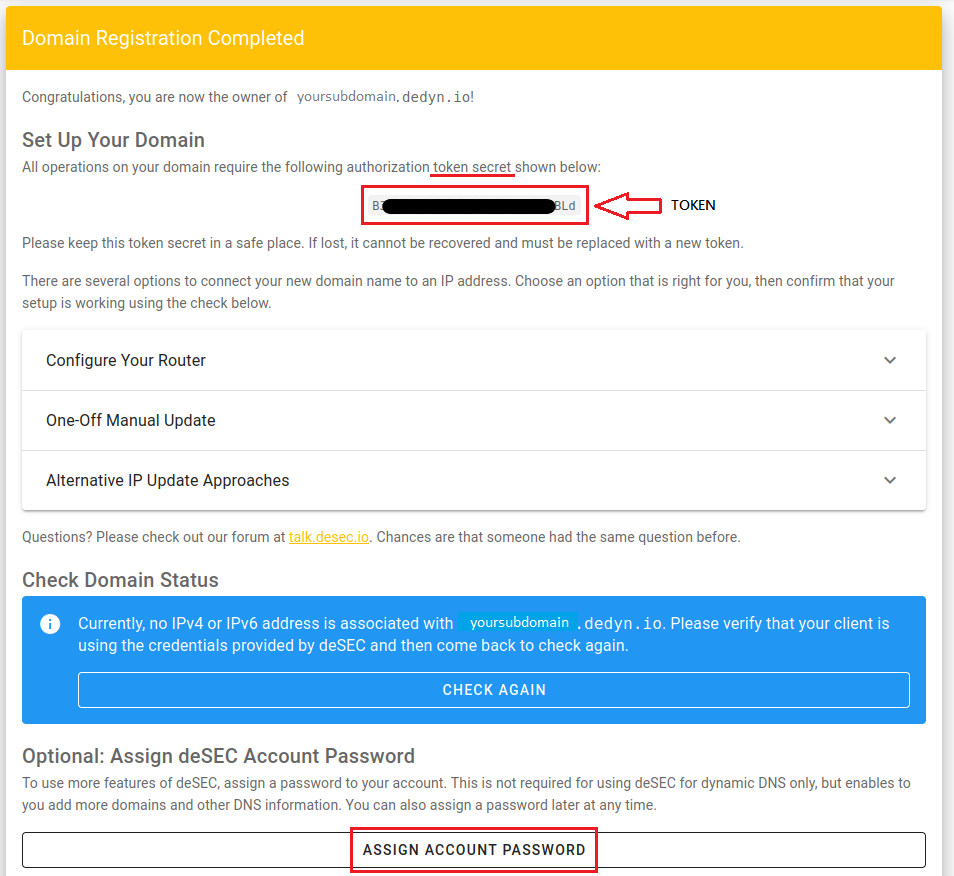 Domain Registration Completed
Congratulations, you are now the owner of yoursubdomain.dedyn.io!
Set Up Your Domain
All operations on your domain require the following authorization token secret shown below:
BLd
TOKEN
Please keep this token secret in a safe place. If lost, it cannot be recovered and must be replaced with a new token.
There are several options to connect your new domain name to an IP address. Choose an option that is right for you, then confirm that your
setup is working using the check below.
Configure Your Router
One-Off Manual Update
Alternative IP Update Approaches
Questions? Please check out our forum at talk.desec.io. Chances are that someone had the same question before.
Check Domain Status
Currently, no IPv4 or IPv6 address is associated with yoursubdomain.dedyn.io. Please verify that your client is
using the credentials provided by deSEC and then come back to check again.
CHECK AGAIN
Optional: Assign deSEC Account Password
To use more features of deSEC, assign a password to your account. This is not required for using deSEC for dynamic DNS only, but enables to
you add more domains and other DNS information. You can also assign a password later at any time.
ASSIGN ACCOUNT PASSWORD